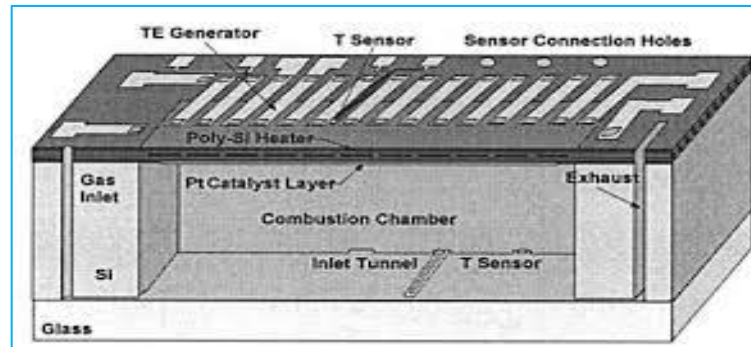 TE Generator
T Sensor
Sensor Connection Holes
Poly-Si Heater
Gas
Inlet
Pt Catalyst Layer
Exhaust
Combustion Chamber
Inlet Tunnel
T Sensor
Si
Glass